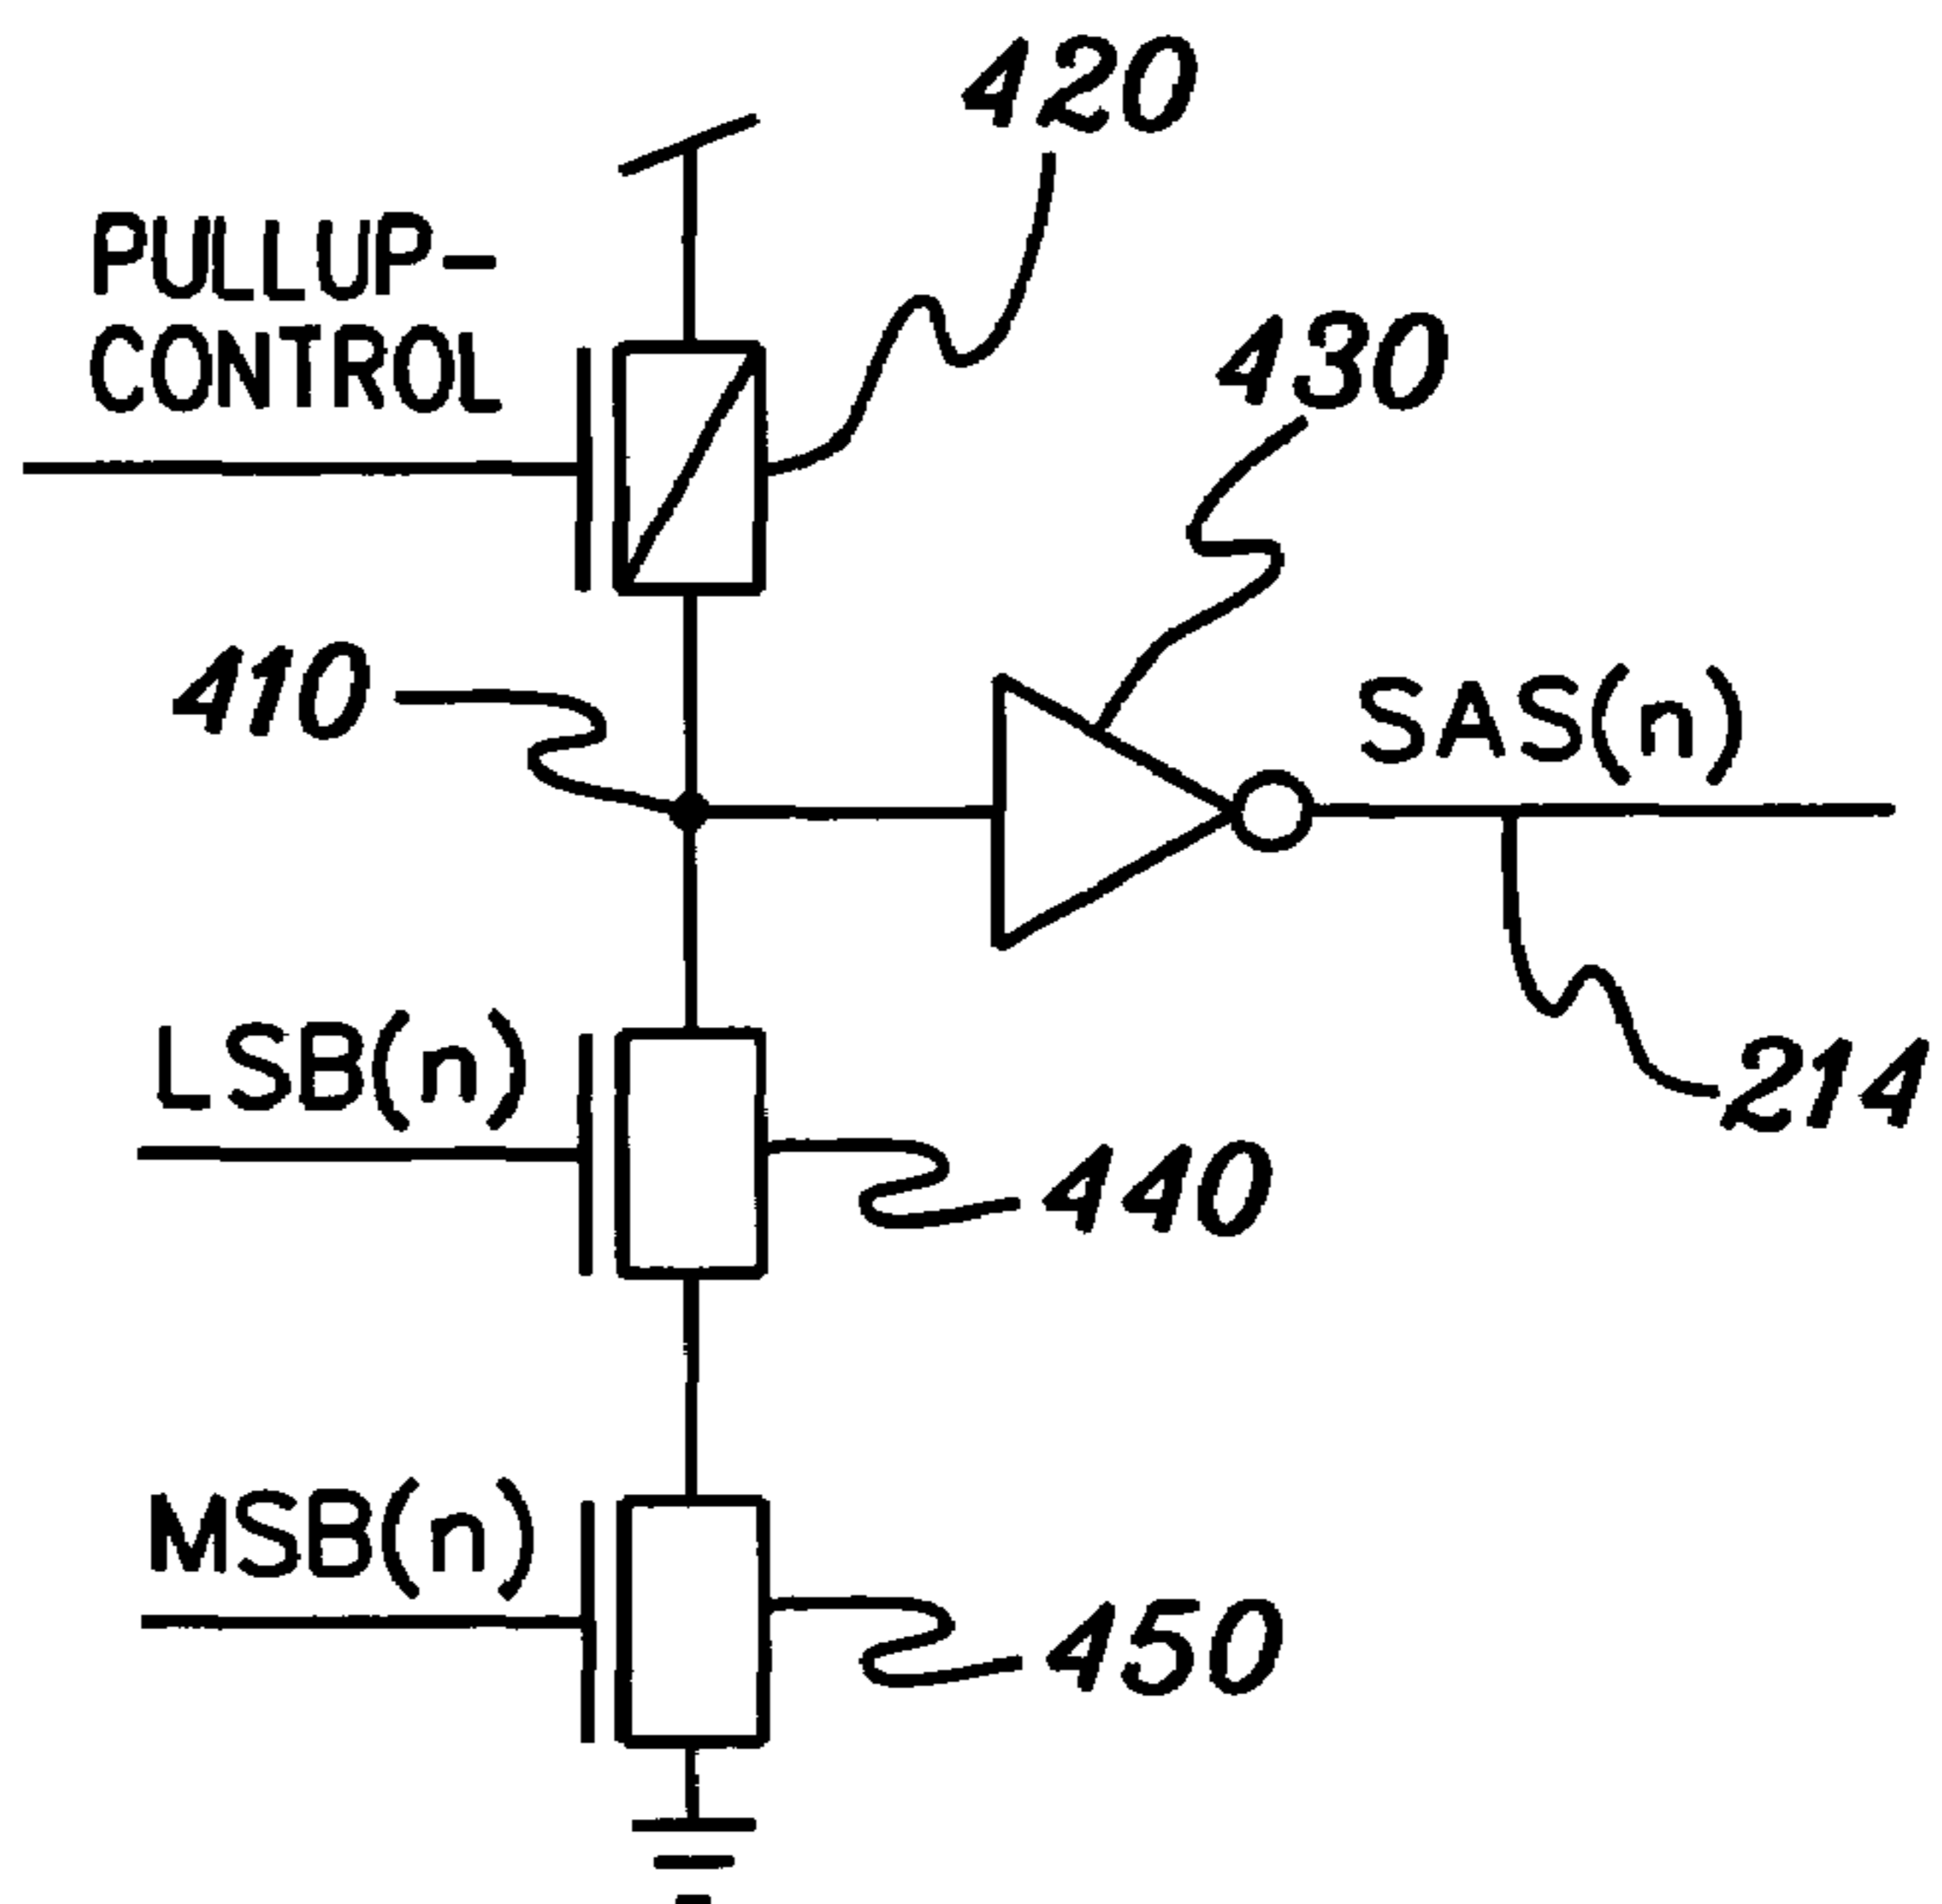 420
PULLUP-
CONTROL
430
410
SAS(n)
LSB(n)
214
440
MSB(n)
450